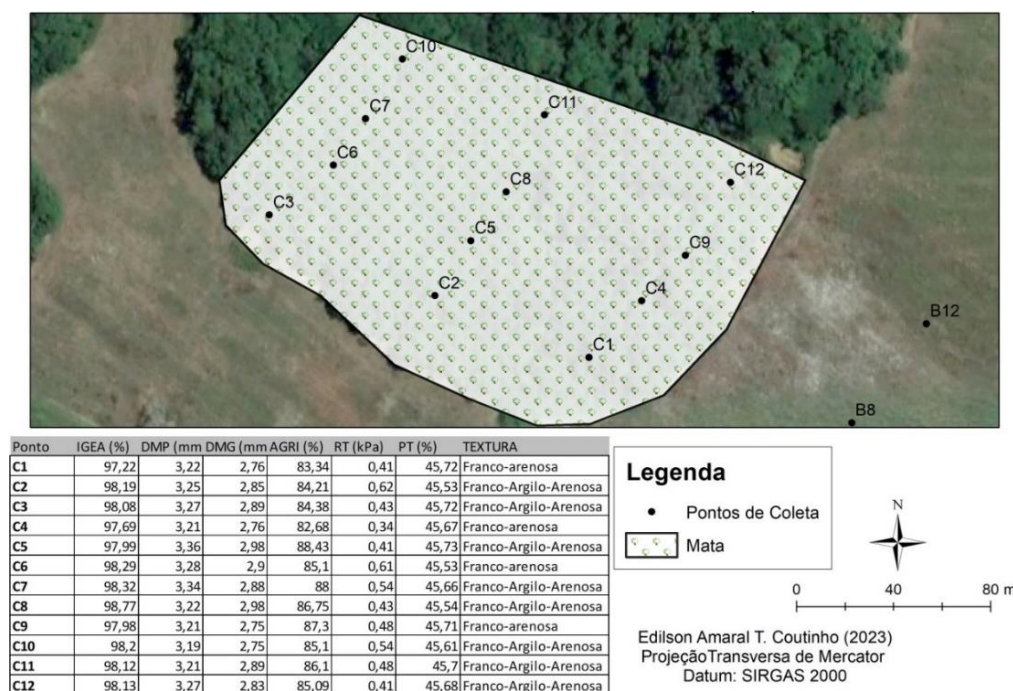 C10
C11
C7
C6
C12
C8
C3
C5
C9
C2
C4
B12
C1
B8
Ponto IGEA (%) DMP (mm DMG (mm AGRI (%) RT (kPa) PT (%) TEXTURA
C1 97,22 3,22 2,76 83,34 0,41 45,72 Franco-arenosa
C2 98,19 3,25 2,85 84,21 0,62 45,53 Franco-Argilo-Arenosa
C3 98,08 3,27 2,89 84,38 0,43 45,72 Franco-Argilo-Arenosa
C4 97,69 3,21 2,76 82,68 0,34 45,67 Franco-arenosa
C5 97,99 3,36 2,98 88,43 0,41 45,73 Franco-Argilo-Arenosa
C6 98,29 3,28 2,9 85,1 0,61 45,53 Franco-arenosa
C7 98,32 3,34 2,88 88 0,54 45,66 Franco-Argilo-Arenosa
C8 98,77 3,22 2,98 86,75 0,43 45,54 Franco-Argilo-Arenosa
C9 97,98 3,21 2,75 87,3 0,48 45,71 Franco-arenosa
C10 98,2 3,19 2,75 85,1 0,54 45,61 Franco-Argilo-Arenosa
C11 98,12 3,21 2,89 86,1 0,48 45,7 Franco-Argilo-Arenosa
C12 98,13 3,27 2,83 85,09 0,41 45,68 Franco-Argilo-Arenosa
Legenda
Pontos de Coleta
Mata
N
0 40 80 m
Edilson Amaral T. Coutinho (2023)
ProjeçãoTransversa de Mercator
Datum: SIRGAS 2000